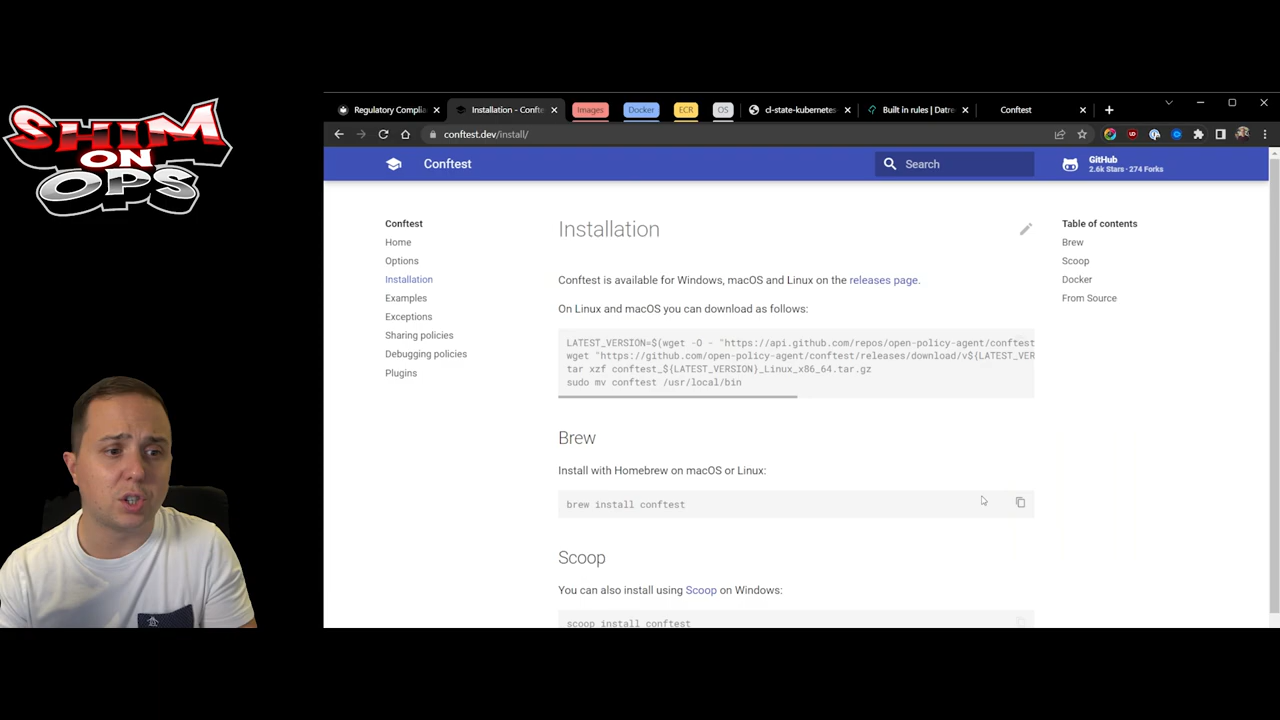 SHIM
ON
OPS
Regulatory Compli
Installation - Confte
Images
Docker
ECR
OS
cl-state-kubernetes-
Built in rules | Datre
Conftest
conftest.dev/install/
Conftest
Search
GitHub
2.6k Stars · 274 Forks
Conftest
Home
Options
Installation
Examples
Exceptions
Sharing policies
Debugging policies
Plugins
Installation
Conftest is available for Windows, macOS and Linux on the releases page.
On Linux and macOS you can download as follows:
LATEST_VERSION=$(wget -O - "https://api.github.com/repos/open-policy-agent/conftest
wget "https://github.com/open-policy-agent/conftest/releases/download/v${LATEST_VER
tar xzf conftest_${LATEST_VERSION}_Linux_x86_64.tar.gz
sudo mv conftest /usr/local/bin
Brew
Install with Homebrew on macOS or Linux:
brew install conftest
Scoop
You can also install using Scoop on Windows:
scoop install conftest
Table of contents
Brew
Scoop
Docker
From Source